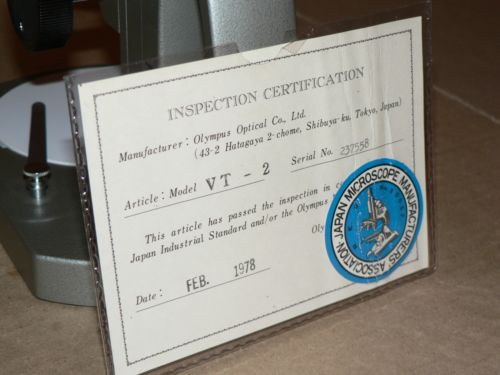 INSPECTION CERTIFICATION
Manufacturer: Olympus Optical Co., Ltd.
(43-2 Hatagaya 2-chome, Shibuya-ku, Tokyo, Japan)
Article: Model VT - 2 Serial No. 237558
This article has passed the inspection in
Japan Industrial Standard and/or the Olympus
Date: FEB. 1978
JAPAN MICROSCOPE MANUFACTURERS' ASSOCIATION